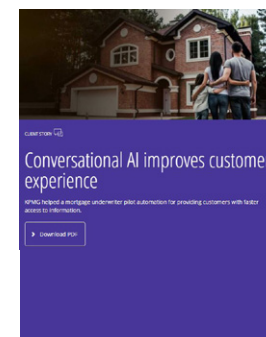 CLIENT STORY
Conversational AI improves custome
experience
KPMG helped a mortgage underwriter pilot automation for providing customers with faster
access to information.
Download PDF